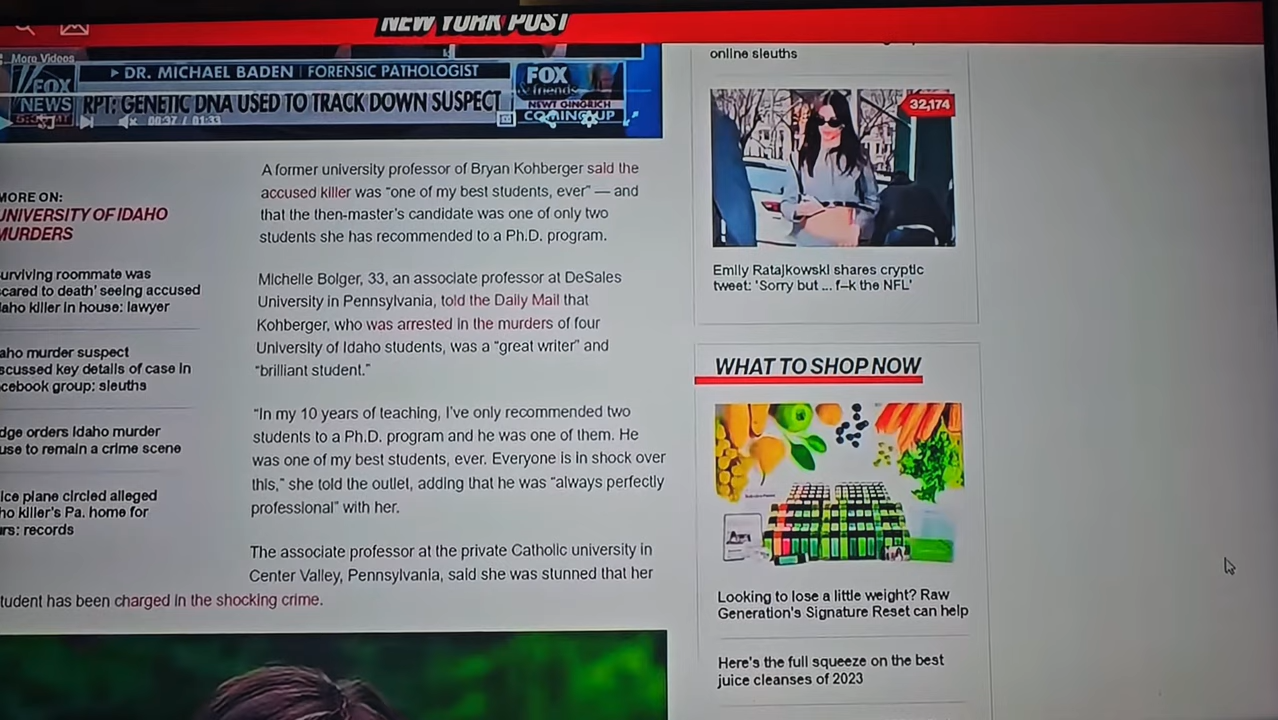 NEW YORK POST
More Videos
▸ DR. MICHAEL BADEN | FORENSIC PATHOLOGIST
FOX NEWS
RPT: GENETIC DNA USED TO TRACK DOWN SUSPECT
FOX
& friends
NEWT GINGRICH
COMING UP
00:37 / 01:33
MORE ON:
UNIVERSITY OF IDAHO
MURDERS
urviving roommate was
cared to death' seeing accused
aho killer in house: lawyer
aho murder suspect
scussed key details of case in
cebook group: sleuths
dge orders Idaho murder
use to remain a crime scene
ice plane circled alleged
ho killer's Pa. home for
rs: records
A former university professor of Bryan Kohberger said the
accused killer was “one of my best students, ever” — and
that the then-master's candidate was one of only two
students she has recommended to a Ph.D. program.
Michelle Bolger, 33, an associate professor at DeSales
University in Pennsylvania, told the Daily Mail that
Kohberger, who was arrested in the murders of four
University of Idaho students, was a “great writer” and
“brilliant student.”
“In my 10 years of teaching, I've only recommended two
students to a Ph.D. program and he was one of them. He
was one of my best students, ever. Everyone is in shock over
this,” she told the outlet, adding that he was “always perfectly
professional” with her.
The associate professor at the private Catholic university in
Center Valley, Pennsylvania, said she was stunned that her
tudent has been charged in the shocking crime.
online sleuths
32,174
Emily Ratajkowski shares cryptic
tweet: 'Sorry but ... f–k the NFL'
WHAT TO SHOP NOW
Looking to lose a little weight? Raw
Generation's Signature Reset can help
Here's the full squeeze on the best
juice cleanses of 2023